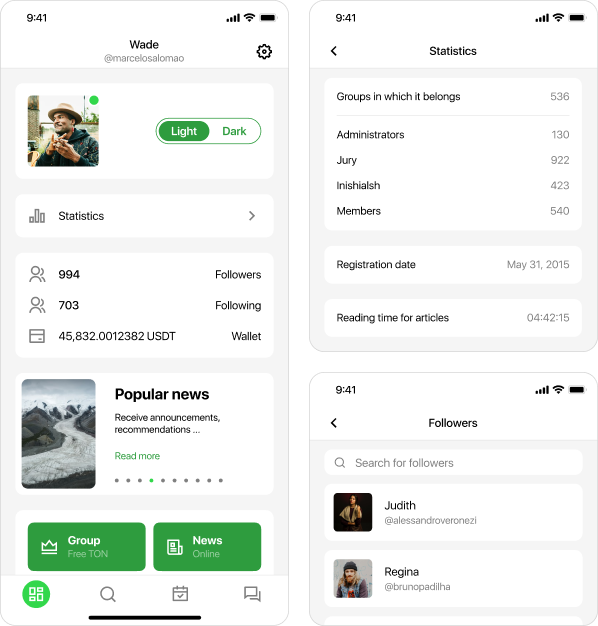 9:41
Wade
@marcelosalomao
Light Dark
Statistics
994 Followers
703 Following
45,832.0012382 USDT Wallet
Popular news
Receive announcements,
recommendations ...
Read more
Group
Free TON
News
Online
9:41
Statistics
Groups in which it belongs 536
Administrators 130
Jury 922
Inishialsh 423
Members 540
Registration date May 31, 2015
Reading time for articles 04:42:15
9:41
Followers
Search for followers
Judith
@alessandroveronezi
Regina
@brunopadilha